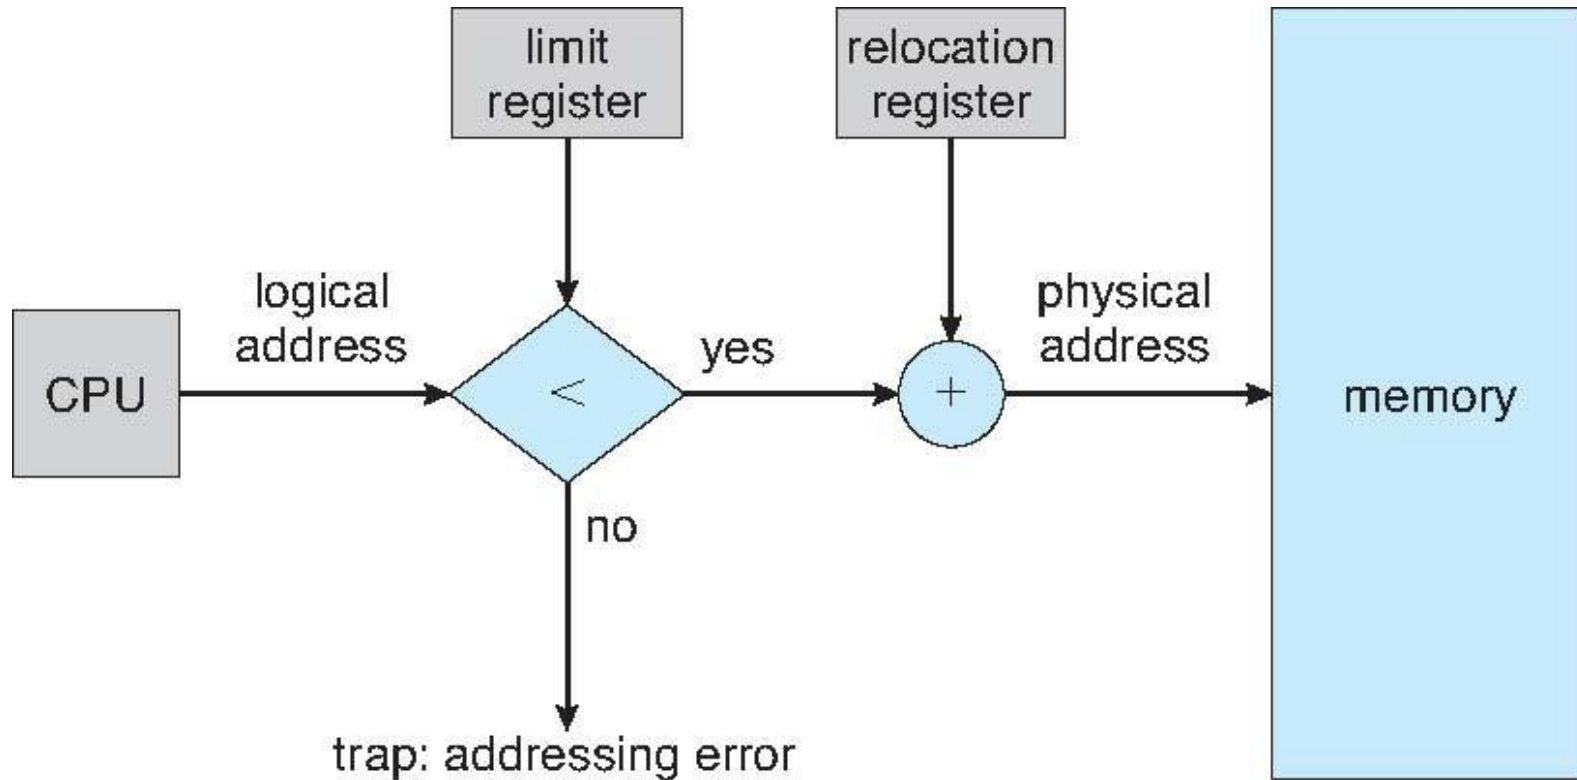 limit
register
relocation
register
logical
address
physical
address
CPU
<
yes
+
memory
no
trap: addressing error